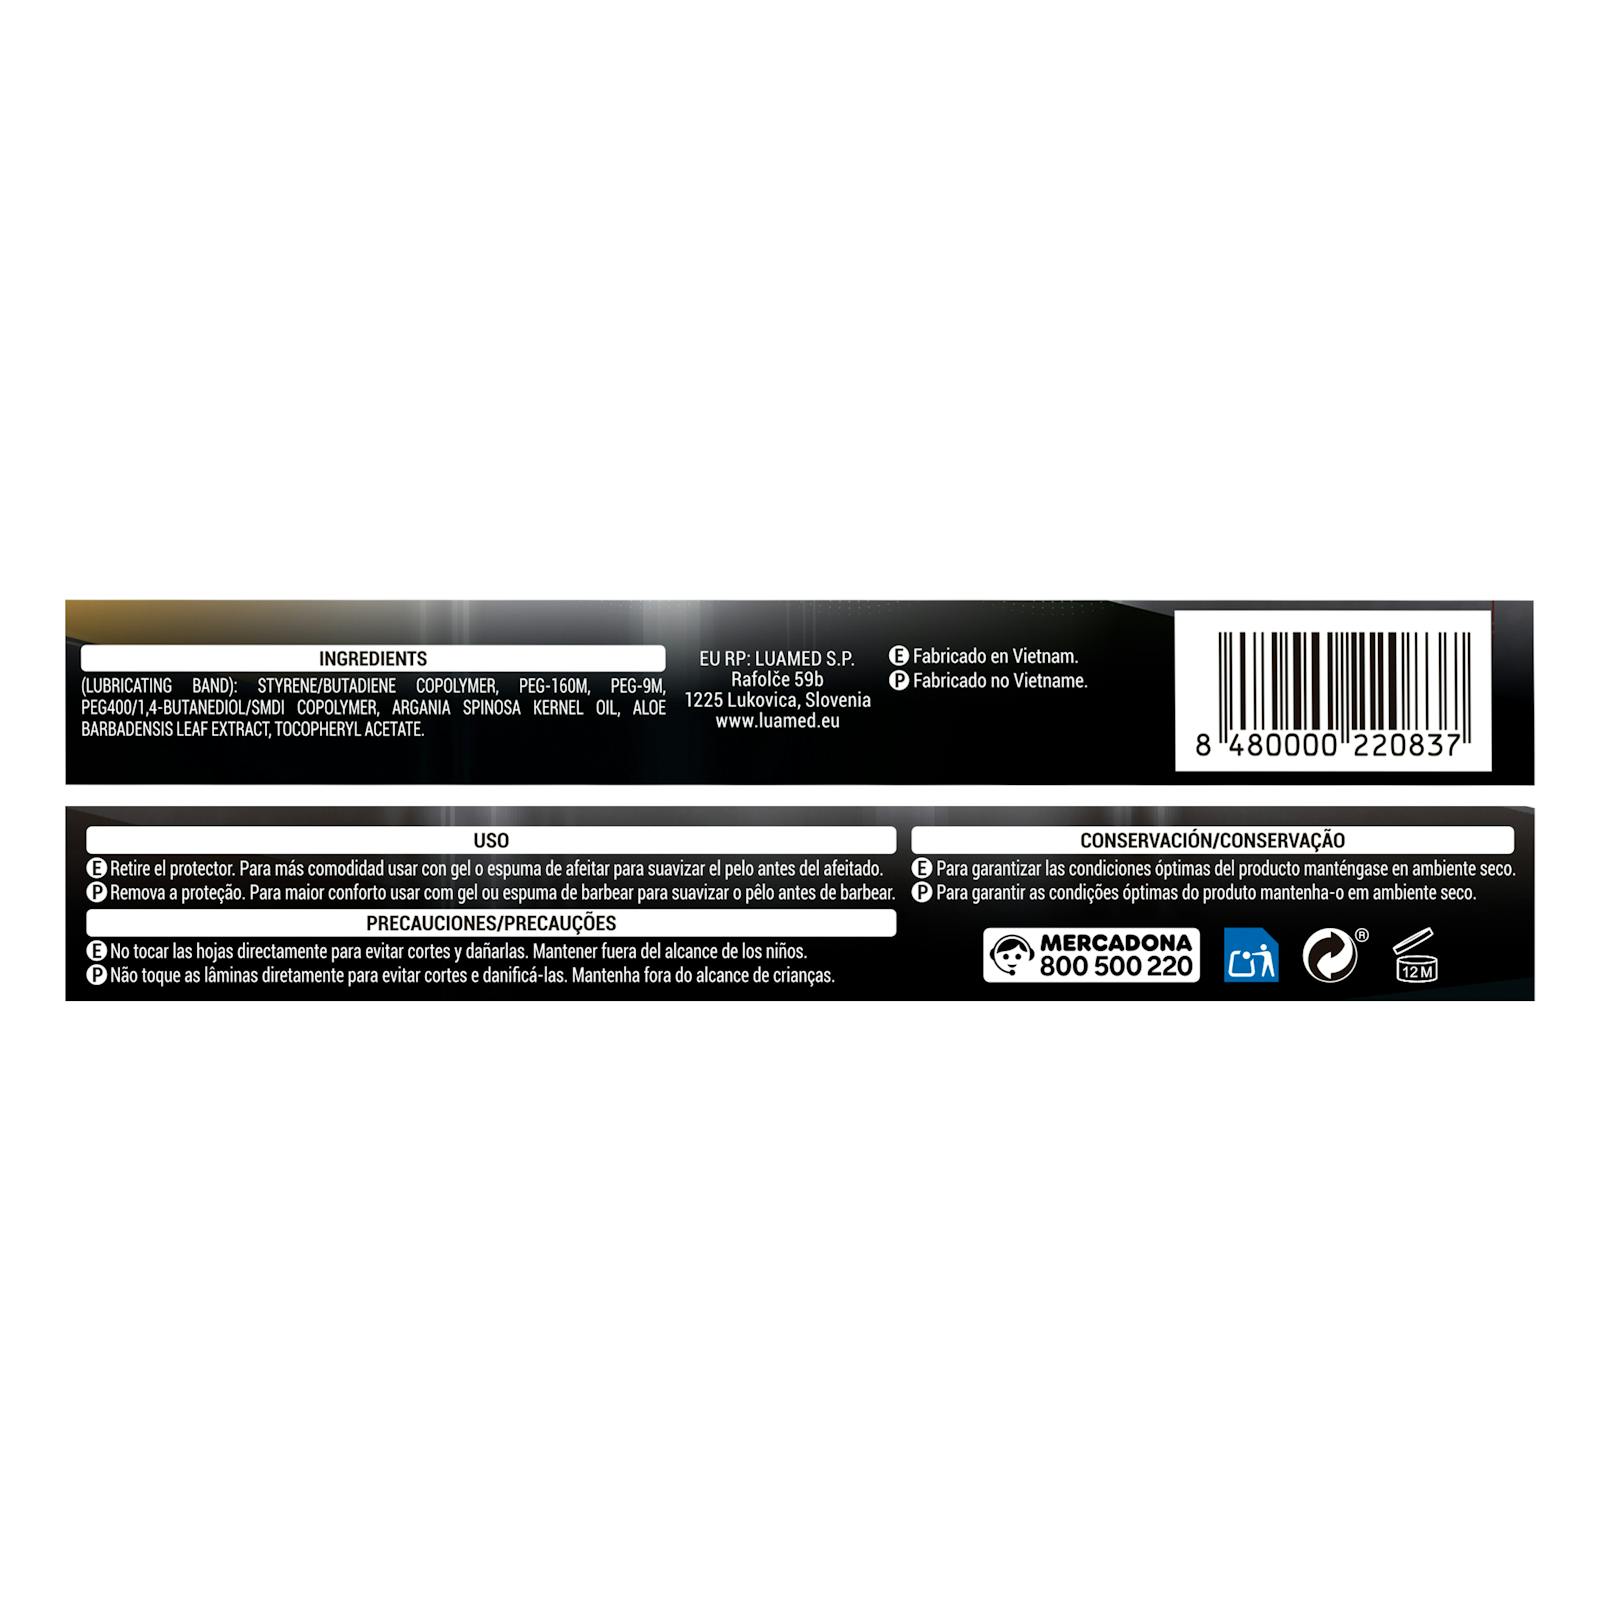 INGREDIENTS
(LUBRICATING BAND): STYRENE/BUTADIENE COPOLYMER, PEG-160M, PEG-9M,
PEG400/1,4-BUTANEDIOL/SMDI COPOLYMER, ARGANIA SPINOSA KERNEL OIL, ALOE
BARBADENSIS LEAF EXTRACT, TOCOPHERYL ACETATE.
EU RP: LUAMED S.P.
Rafolče 59b
1225 Lukovica, Slovenia
www.luamed.eu
E Fabricado en Vietnam.
P Fabricado no Vietname.
8 480000 220837
USO
E Retire el protector. Para más comodidad usar con gel o espuma de afeitar para suavizar el pelo antes del afeitado.
P Remova a proteção. Para maior conforto usar com gel ou espuma de barbear para suavizar o pêlo antes de barbear.
PRECAUCIONES/PRECAUÇÕES
E No tocar las hojas directamente para evitar cortes y dañarlas. Mantener fuera del alcance de los niños.
P Não toque as lâminas diretamente para evitar cortes e danificá-las. Mantenha fora do alcance de crianças.
CONSERVACIÓN/CONSERVAÇÃO
E Para garantizar las condiciones óptimas del producto manténgase en ambiente seco.
P Para garantir as condições óptimas do produto mantenha-o em ambiente seco.
MERCADONA
800 500 220
®
12 M